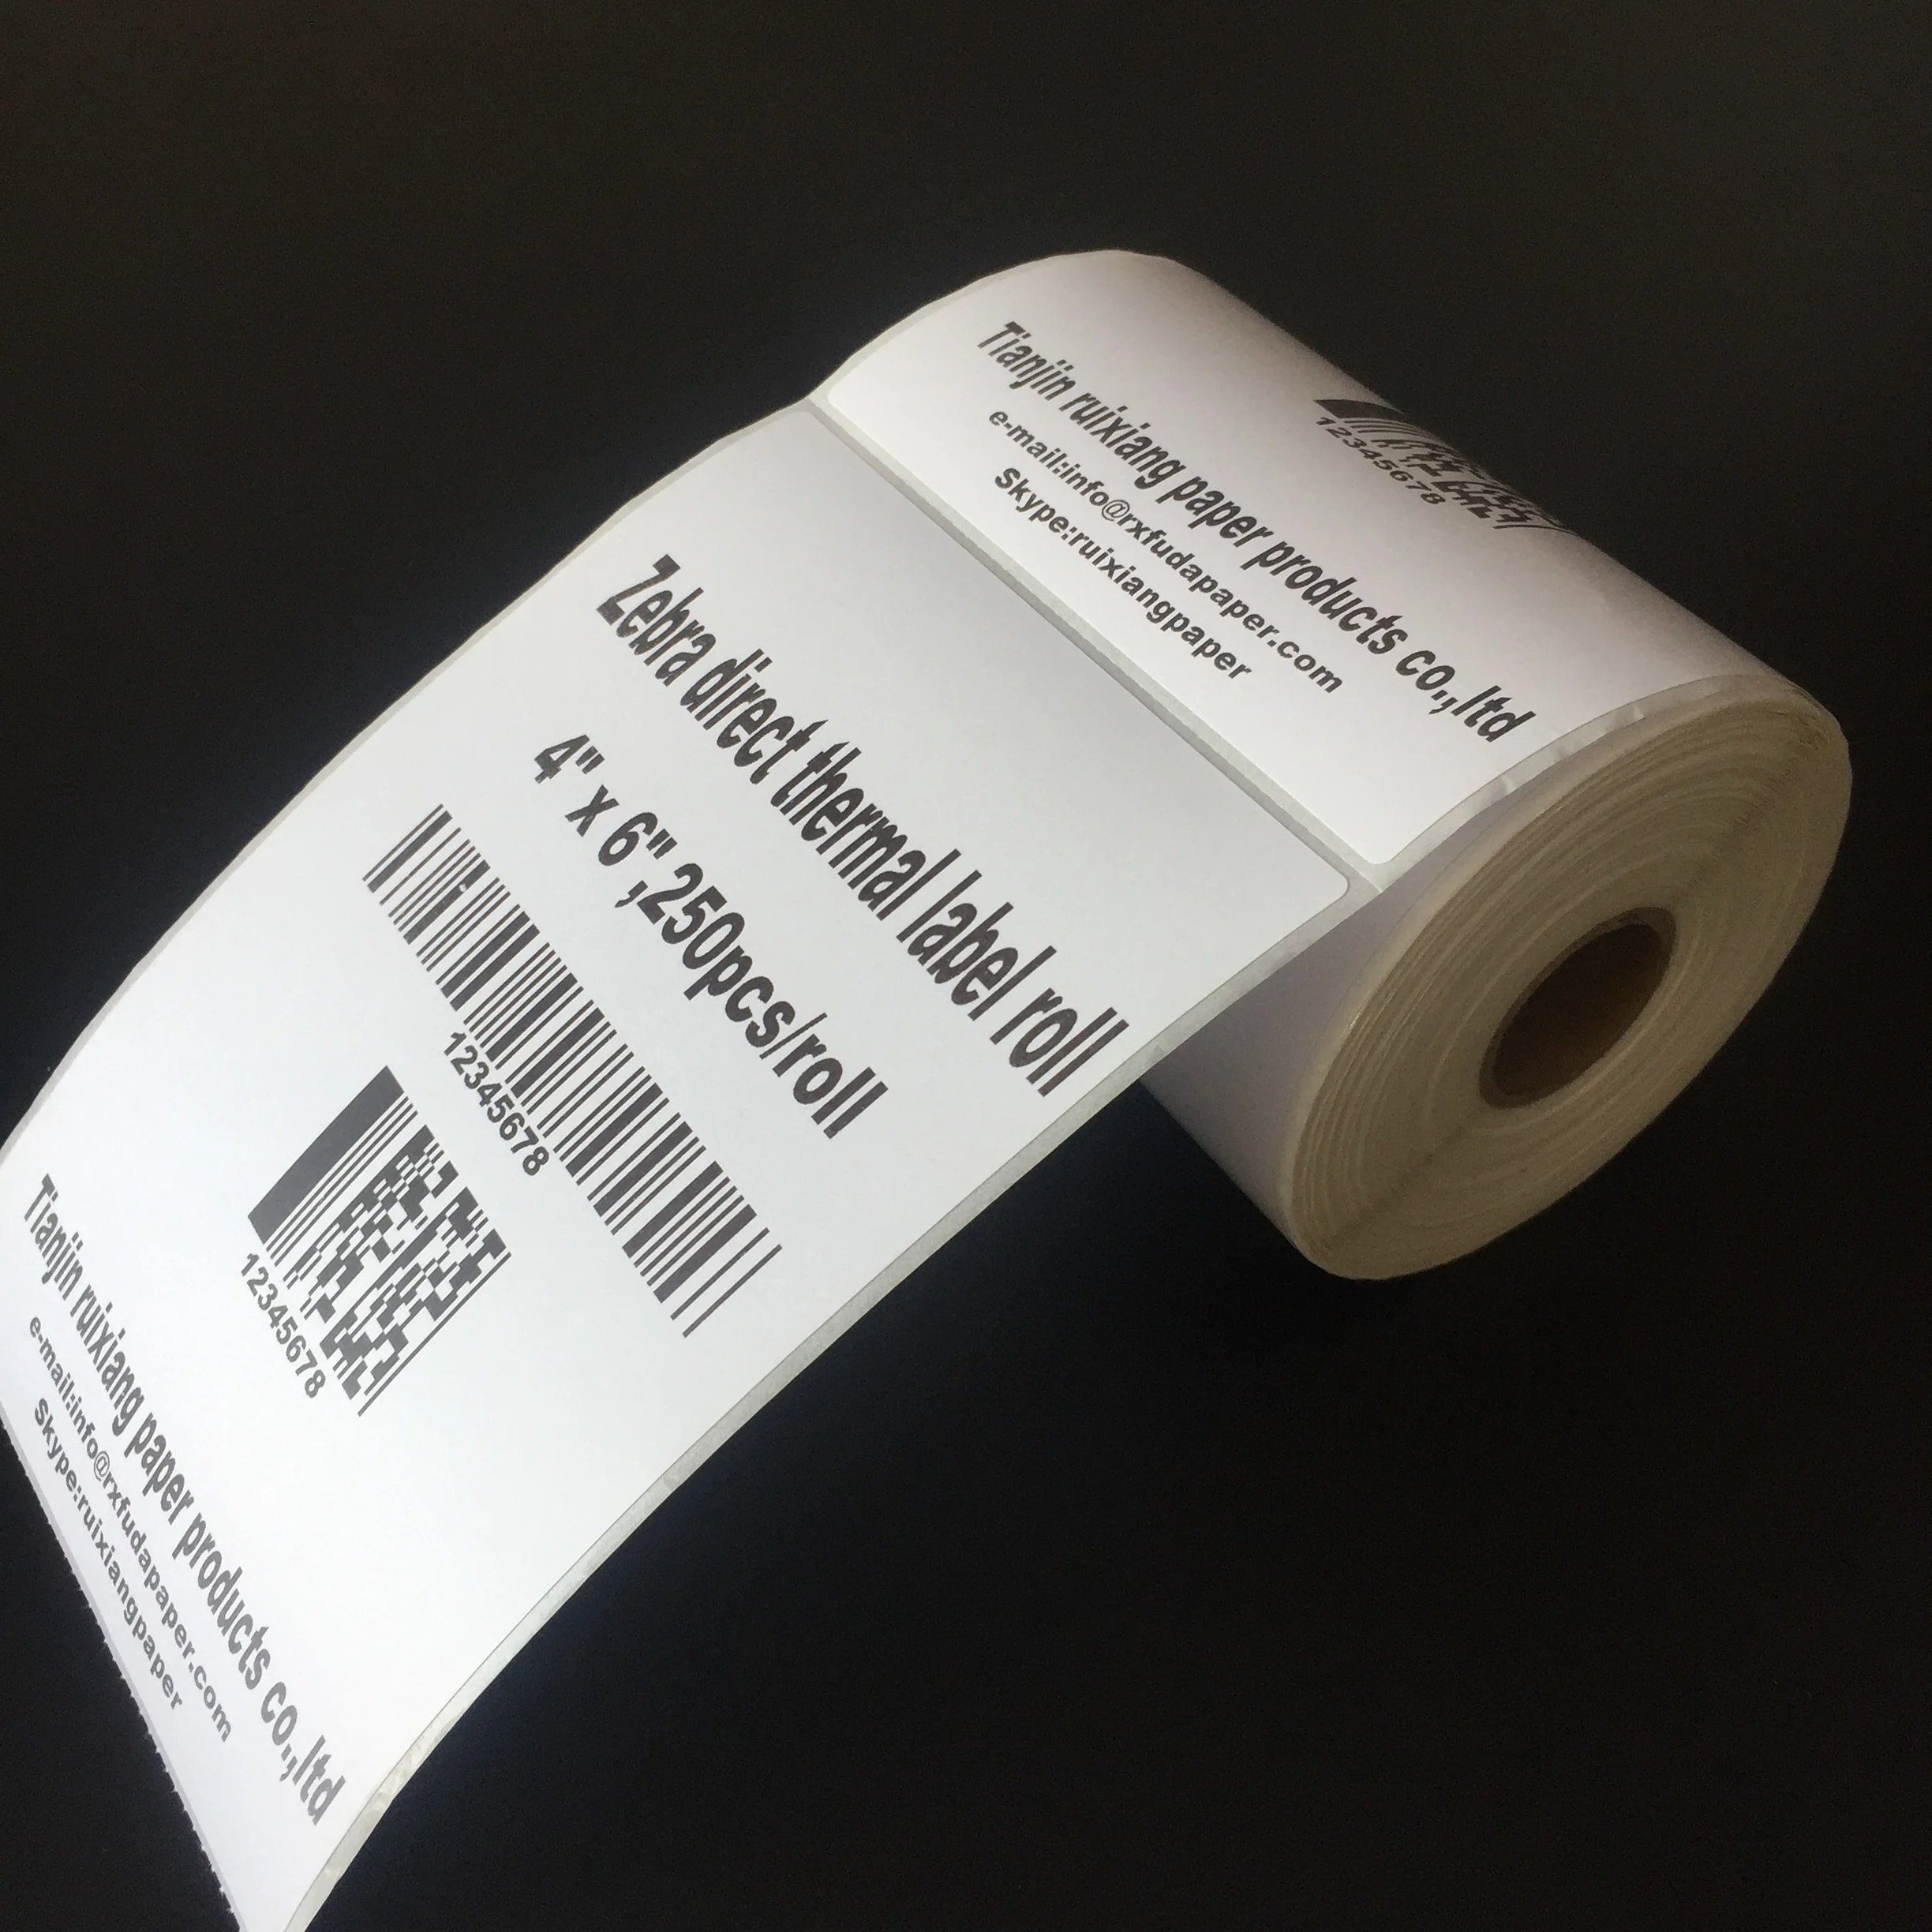 12345678
Tianjin ruixiang paper products co,,ltd
e-mail:info@rxfudapaper.com
Skype:ruixiangpaper
Zebra direct thermal label roll
4" x 6",250pcs/roll
12345678
12345678
Tianjin ruixiang paper products co,,ltd
e-mail:info@rxfudapaper.com
Skype:ruixiangpaper